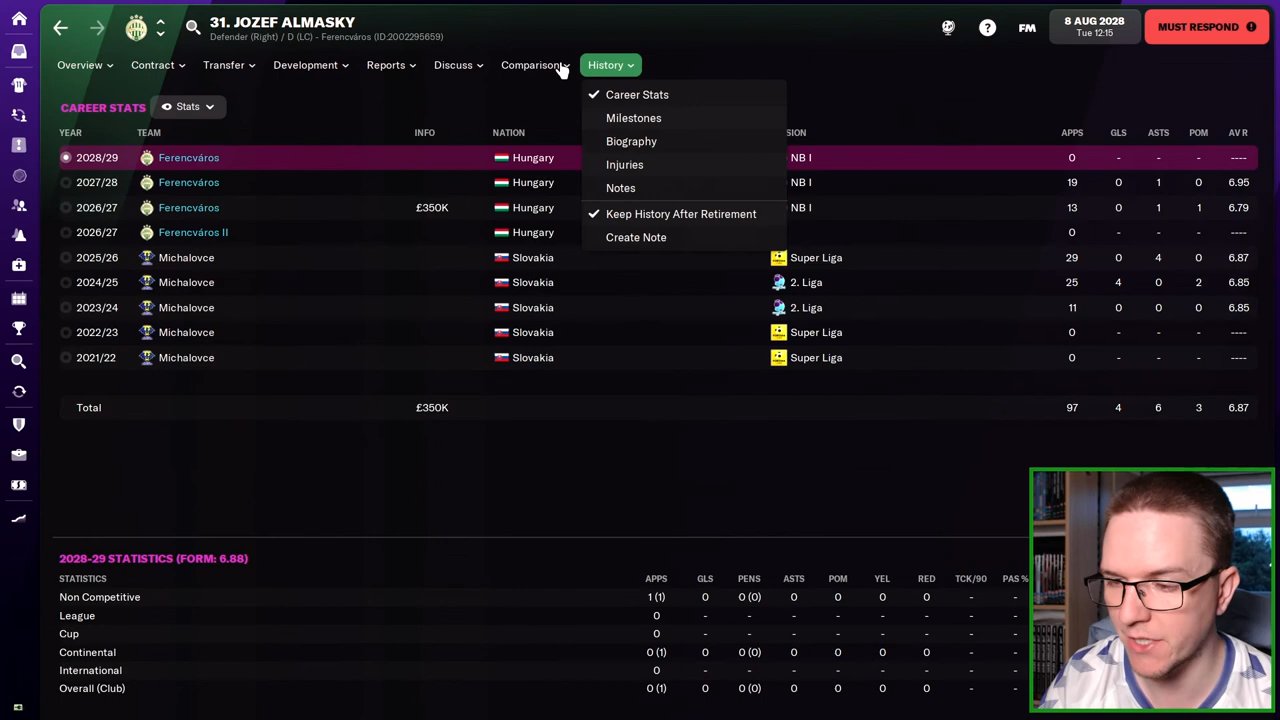 31. JOZEF ALMASKY
Defender (Right) / D (LC) - Ferencváros (ID:2002295659)
FM
8 AUG 2028
Tue 12:15
MUST RESPOND
Overview Contract Transfer Development Reports Discuss Comparison History
CAREER STATS Stats
Career Stats
Milestones
Biography
Injuries
Notes
Keep History After Retirement
Create Note
YEAR TEAM INFO NATION SION APPS GLS ASTS POM AV R
2028/29 Ferencváros Hungary NB I 0 - - - ----
2027/28 Ferencváros Hungary NB I 19 0 1 0 6.95
2026/27 Ferencváros £350K Hungary NB I 13 0 1 1 6.79
2026/27 Ferencváros II Hungary 0 - - - ----
2025/26 Michalovce Slovakia Super Liga 29 0 4 0 6.87
2024/25 Michalovce Slovakia 2. Liga 25 4 0 2 6.85
2023/24 Michalovce Slovakia 2. Liga 11 0 0 0 6.85
2022/23 Michalovce Slovakia Super Liga 0 - - - ----
2021/22 Michalovce Slovakia Super Liga 0 - - - ----
Total £350K 97 4 6 3 6.87
2028-29 STATISTICS (FORM: 6.88)
STATISTICS APPS GLS PENS ASTS POM YEL RED TCK/90 PAS %
Non Competitive 1 (1) 0 0 (0) 0 0 0 0 - -
League 0 - - - - - - - -
Cup 0 - - - - - - - -
Continental 0 (1) 0 0 (0) 0 0 0 0 - -
International 0 - - - - - - - -
Overall (Club) 0 (1) 0 0 (0) 0 0 0 0 - -